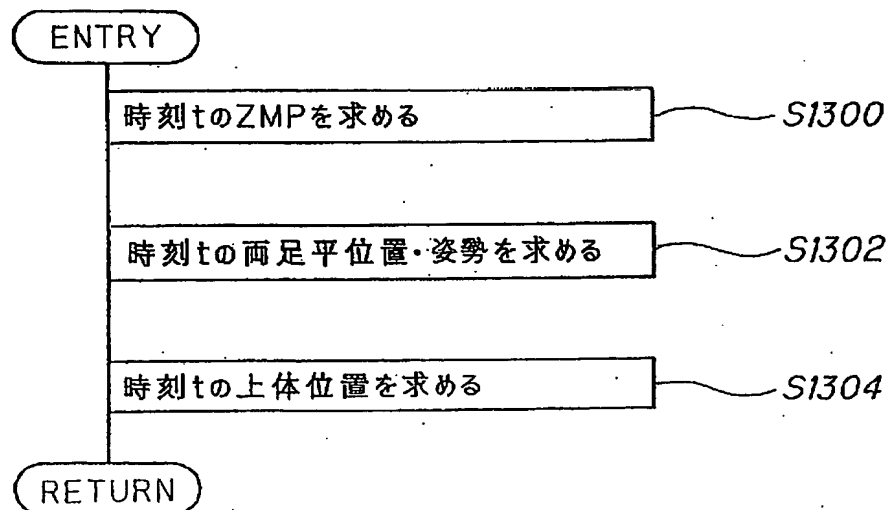 ENTRY
時刻tのZMPを求める
S1300
時刻tの両足平位置・姿勢を求める
S1302
時刻tの上体位置を求める
S1304
RETURN